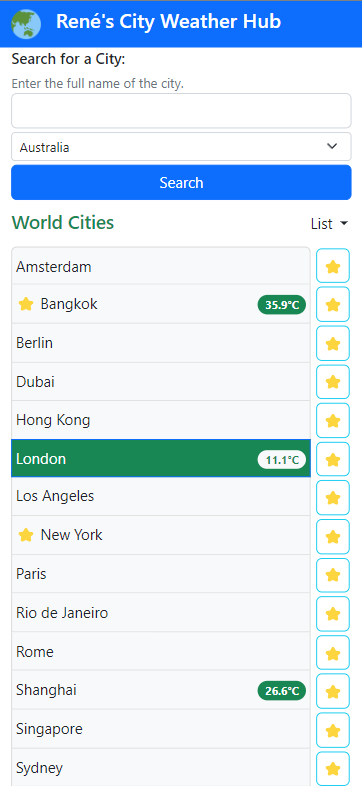 René's City Weather Hub
Search for a City:
Enter the full name of the city.
Australia
Search
World Cities List
Amsterdam
Bangkok 35.9°C
Berlin
Dubai
Hong Kong
London 11.1°C
Los Angeles
New York
Paris
Rio de Janeiro
Rome
Shanghai 26.6°C
Singapore
Sydney